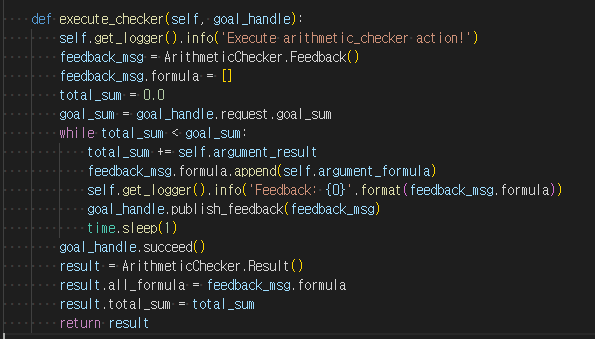 def execute_checker(self, goal_handle):
self.get_logger().info('Execute arithmetic_checker action!')
feedback_msg = ArithmeticChecker.Feedback()
feedback_msg.formula = []
total_sum = 0.0
goal_sum = goal_handle.request.goal_sum
while total_sum < goal_sum:
total_sum += self.argument_result
feedback_msg.formula.append(self.argument_formula)
self.get_logger().info('Feedback: {0}'.format(feedback_msg.formula))
goal_handle.publish_feedback(feedback_msg)
time.sleep(1)
goal_handle.succeed()
result = ArithmeticChecker.Result()
result.all_formula = feedback_msg.formula
result.total_sum = total_sum
return result